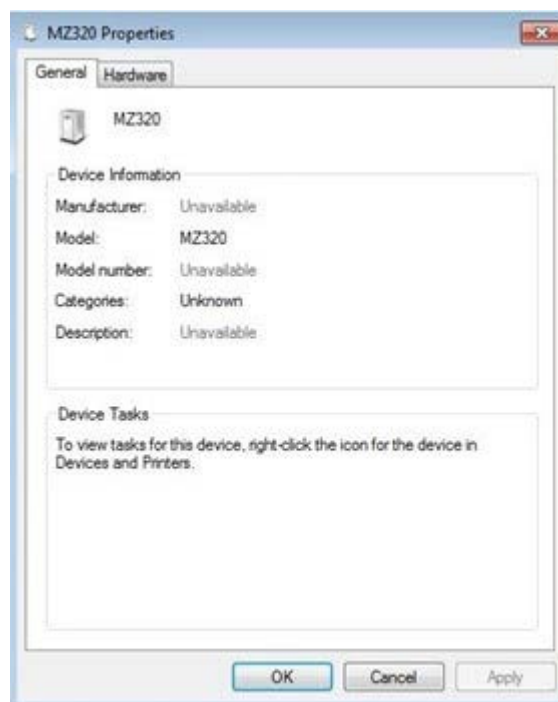 MZ320 Properties
General Hardware
MZ320
Device Information
Manufacturer: Unavailable
Model: MZ320
Model number: Unavailable
Categories: Unknown
Description: Unavailable
Device Tasks
To view tasks for this device, right-click the icon for the device in
Devices and Printers.
OK Cancel Apply